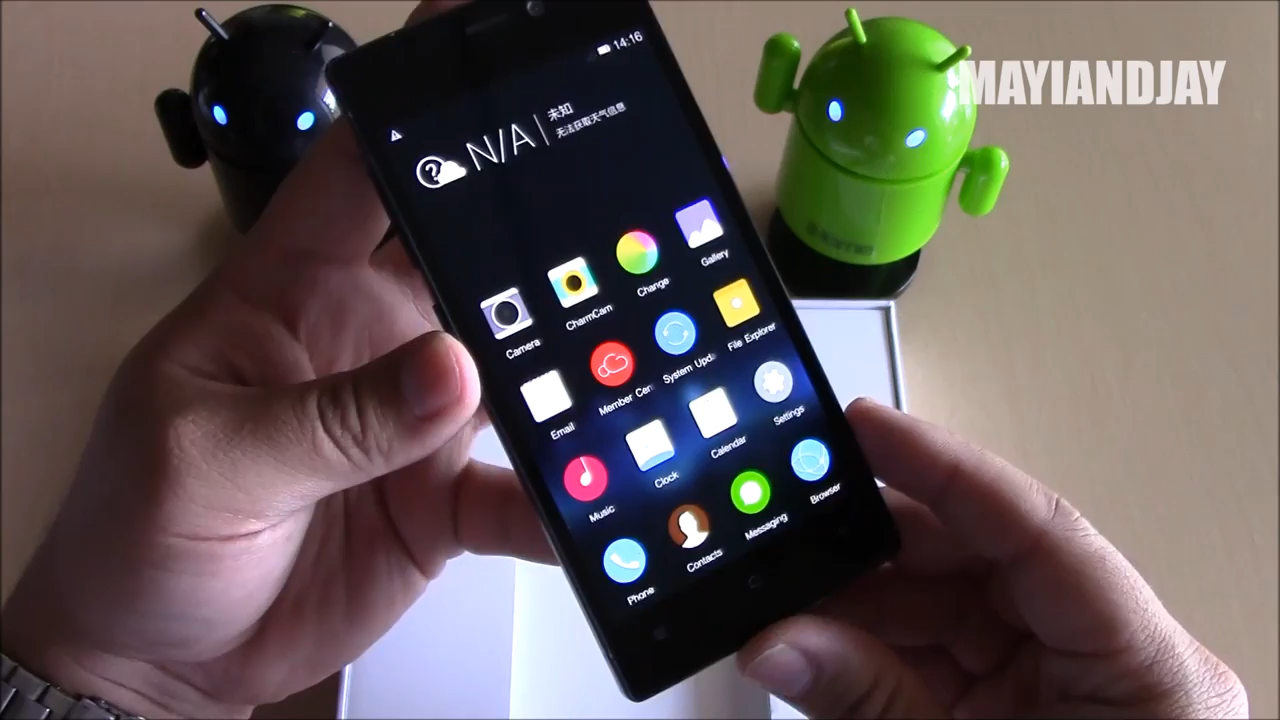 MAYIANDJAY
14:16
N/A
未知
无法获取天气信息
Camera
CharmCam
Change
Gallery
Email
Member Cen
System Upda
File Explorer
Music
Clock
Calendar
Settings
Phone
Contacts
Messaging
Browser